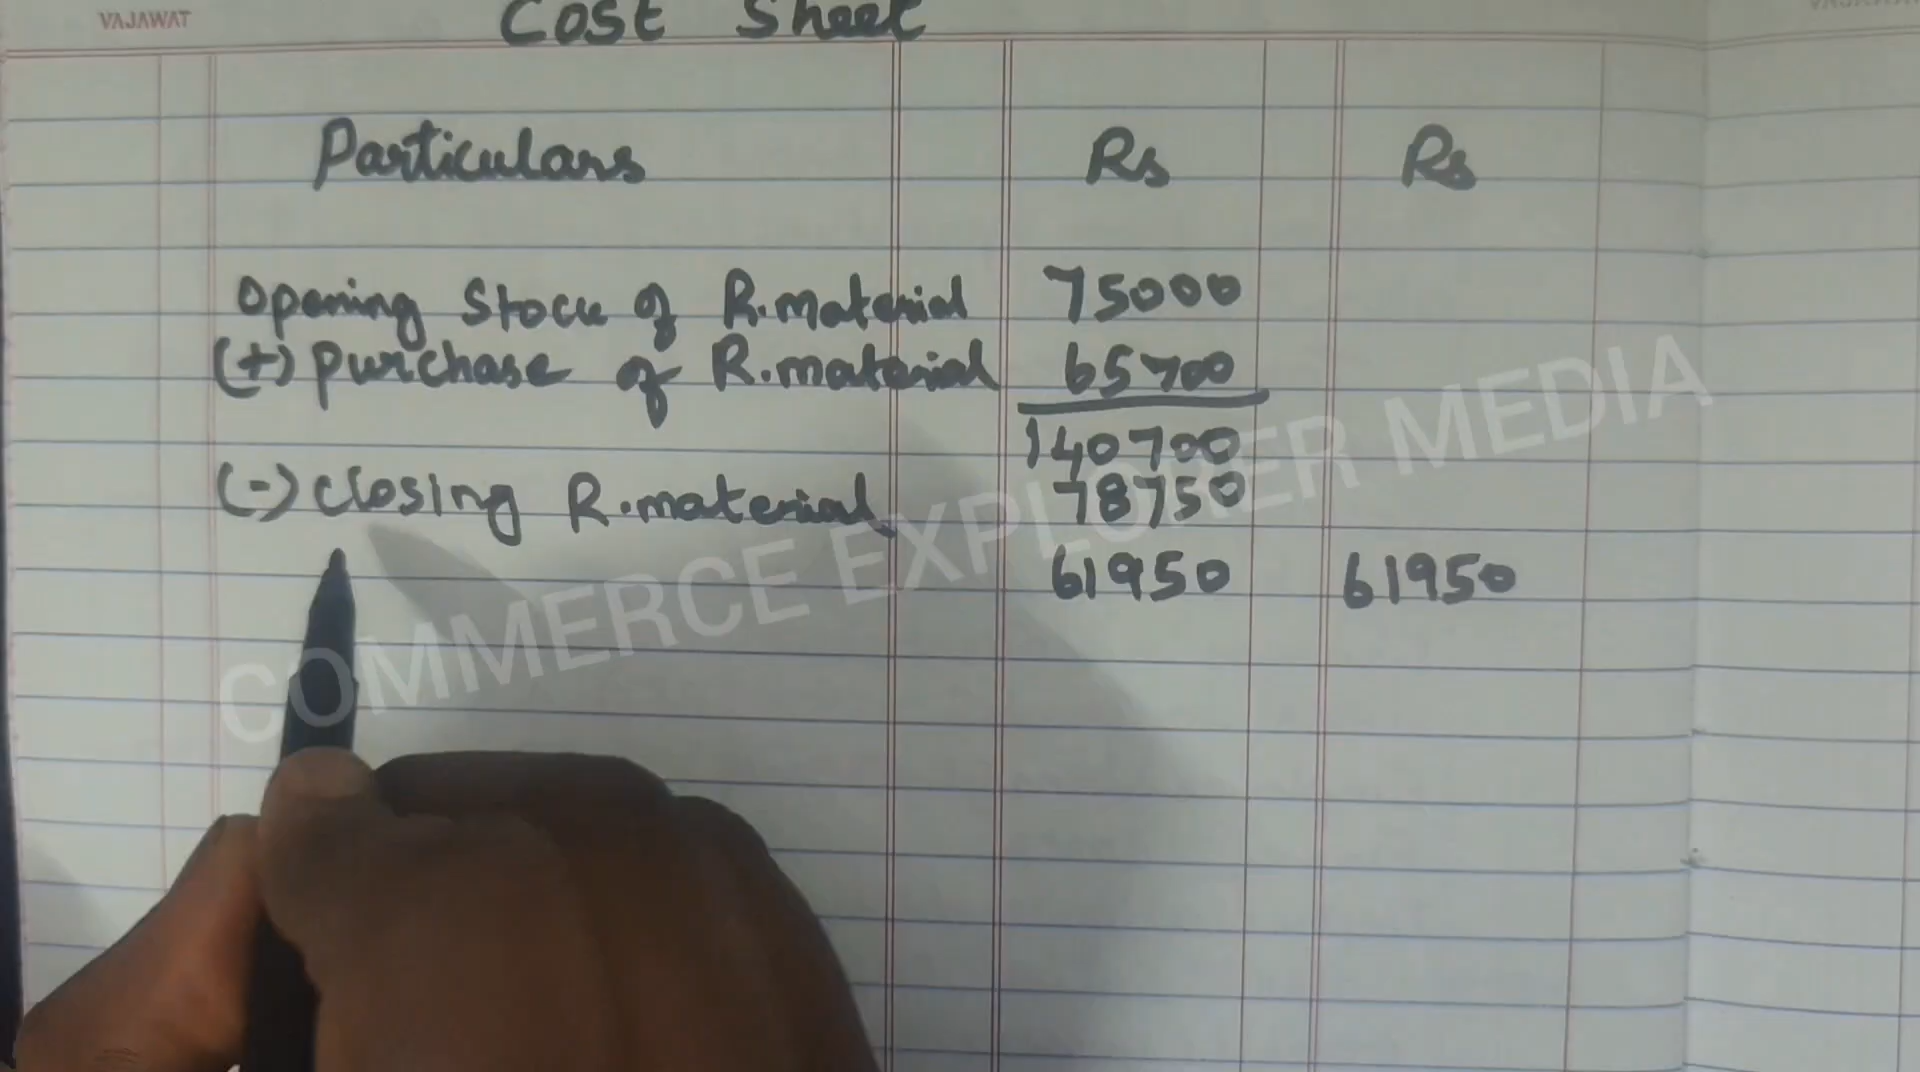 VAJAWAT
Cost Sheet
Particulars Rs Rs
Opening Stock of R.material 75000
(+) Purchase of R.material 65700
140700
(-) Closing R.material 78750
61950 61950
COMMERCE EXPLORER MEDIA